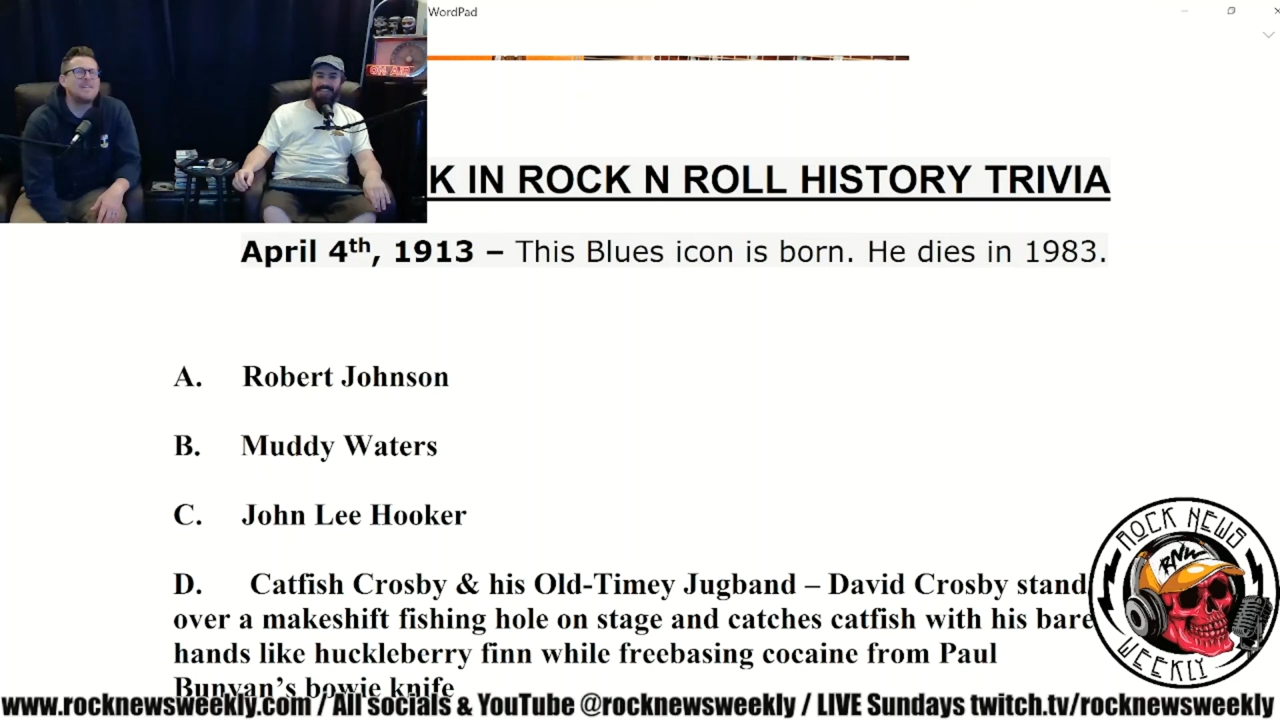 WordPad
ON AIR
K IN ROCK N ROLL HISTORY TRIVIA
April 4th, 1913 – This Blues icon is born. He dies in 1983.
A. Robert Johnson
B. Muddy Waters
C. John Lee Hooker
D. Catfish Crosby & his Old-Timey Jugband – David Crosby stand
over a makeshift fishing hole on stage and catches catfish with his bare
hands like huckleberry finn while freebasing cocaine from Paul
Bunyan's bowie knife
ROCK NEWS
RNW
WEEKLY
www.rocknewsweekly.com / All socials & YouTube @rocknewsweekly / LIVE Sundays twitch.tv/rocknewsweekly